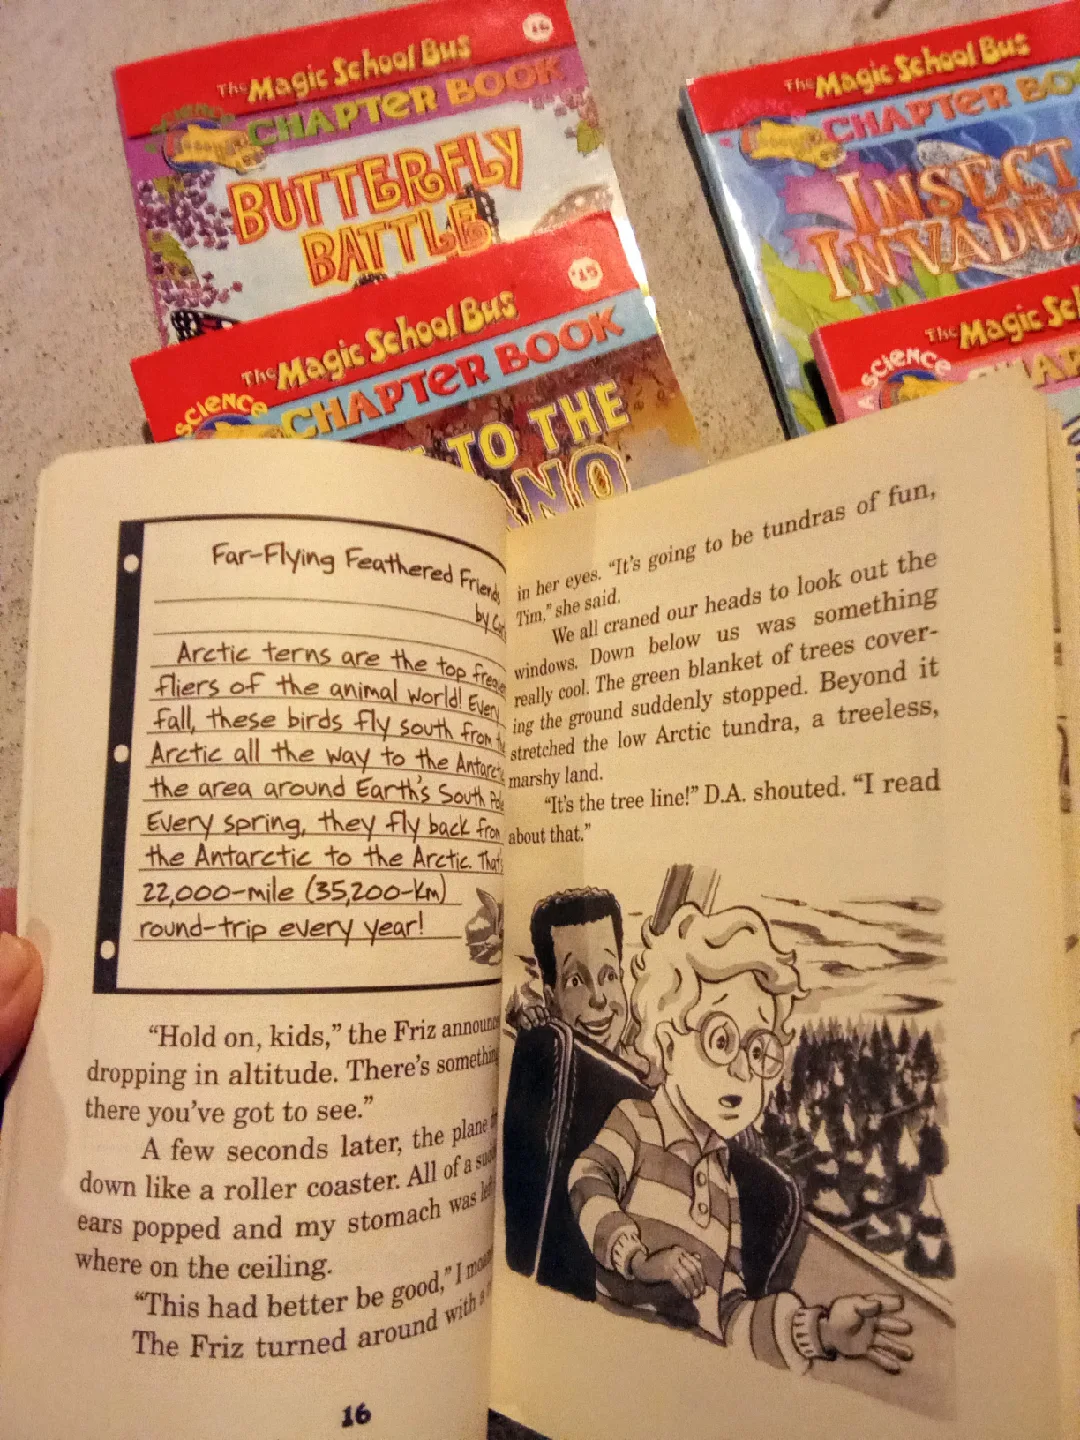 16
The Magic School Bus
SCIENCE
CHAPTER BOOK
BUTTERFLY
BATTLE
The Magic School Bus
CHAPTER
INSECT
15
The Magic School Bus
SCIENCE
CHAPTER BOOK
TO THE
The Magic
A SCIENCE
Far-Flying Feathered
by
Arctic terns are the top
fliers of the animal world! Every
fall, these birds fly south from
Arctic all the way to the
the area around Earth's South
Every spring, they fly back from
the Antarctic to the Arctic.
22,000-mile (35,200-km)
round-trip every year!
"Hold on, kids," the Friz
dropping in altitude. There's
there you've got to see."
A few seconds later, the plane
down like a roller coaster. All of a
ears popped and my stomach was
where on the ceiling.
"This had better be good," I
The Friz turned around with a
16
in her eyes. "It's going to be tundras of fun,
Tim," she said.
We all craned our heads to look out the
windows. Down below us was something
really cool. The green blanket of trees cover-
ing the ground suddenly stopped. Beyond it
stretched the low Arctic tundra, a treeless,
marshy land.
"It's the tree line!" D.A. shouted. "I read
about that."